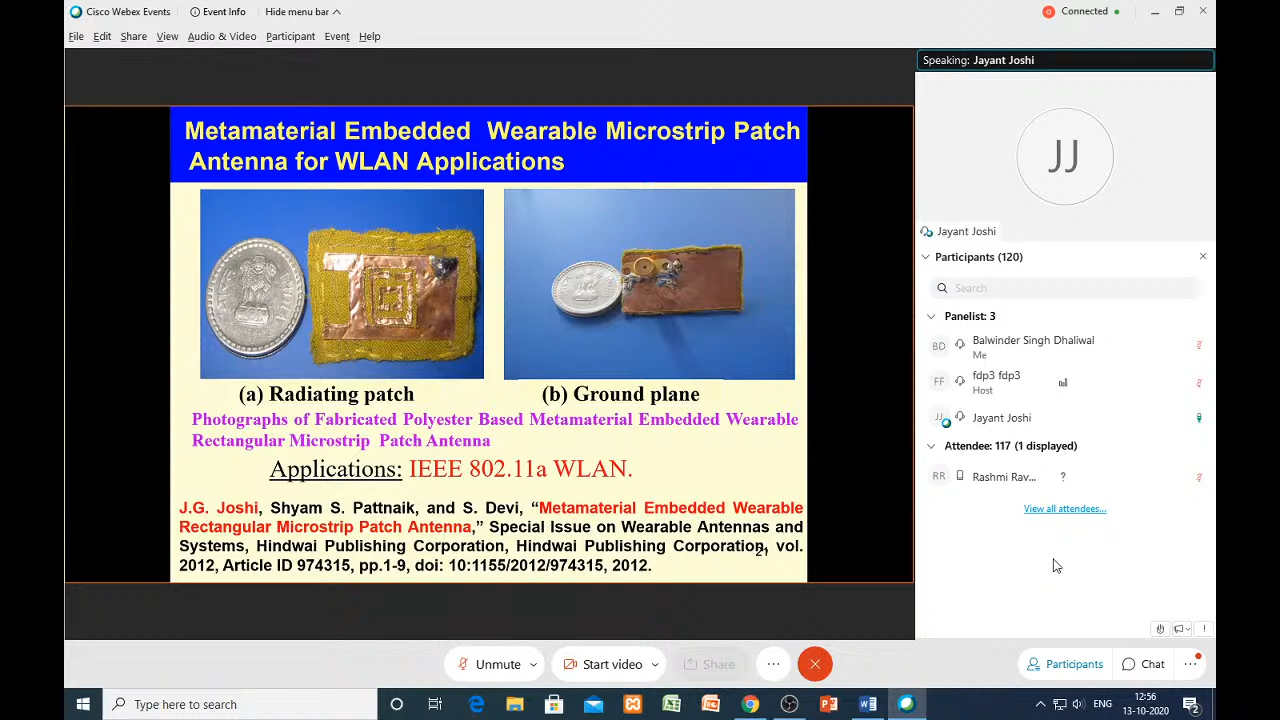 Cisco Webex Events
Event Info
Hide menu bar
Connected
File Edit Share View Audio & Video Participant Event Help
Speaking: Jayant Joshi
Metamaterial Embedded Wearable Microstrip Patch
Antenna for WLAN Applications
(a) Radiating patch
(b) Ground plane
Photographs of Fabricated Polyester Based Metamaterial Embedded Wearable
Rectangular Microstrip Patch Antenna
Applications: IEEE 802.11a WLAN.
J.G. Joshi, Shyam S. Pattnaik, and S. Devi, “Metamaterial Embedded Wearable
Rectangular Microstrip Patch Antenna,” Special Issue on Wearable Antennas and
Systems, Hindwai Publishing Corporation, Hindwai Publishing Corporation, vol.
2012, Article ID 974315, pp.1-9, doi: 10:1155/2012/974315, 2012.
JJ
Jayant Joshi
Participants (120)
Search
Panelist: 3
BD
Balwinder Singh Dhaliwal
Me
FF
fdp3 fdp3
Host
JJ
Jayant Joshi
Attendee: 117 (1 displayed)
RR
Rashmi Rav... ?
View all attendees...
Unmute
Start video
Share
Participants
Chat
Type here to search
ENG
12:56
13-10-2020
2